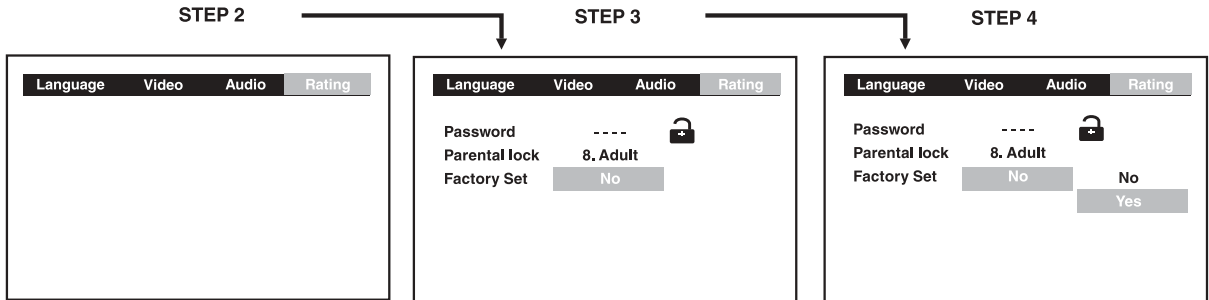 STEP 2
STEP 3
STEP 4
Language Video Audio Rating
Language Video Audio Rating
Password - - - -
Parental lock 8. Adult
Factory Set No
Language Video Audio Rating
Password - - - -
Parental lock 8. Adult
Factory Set No No
Yes